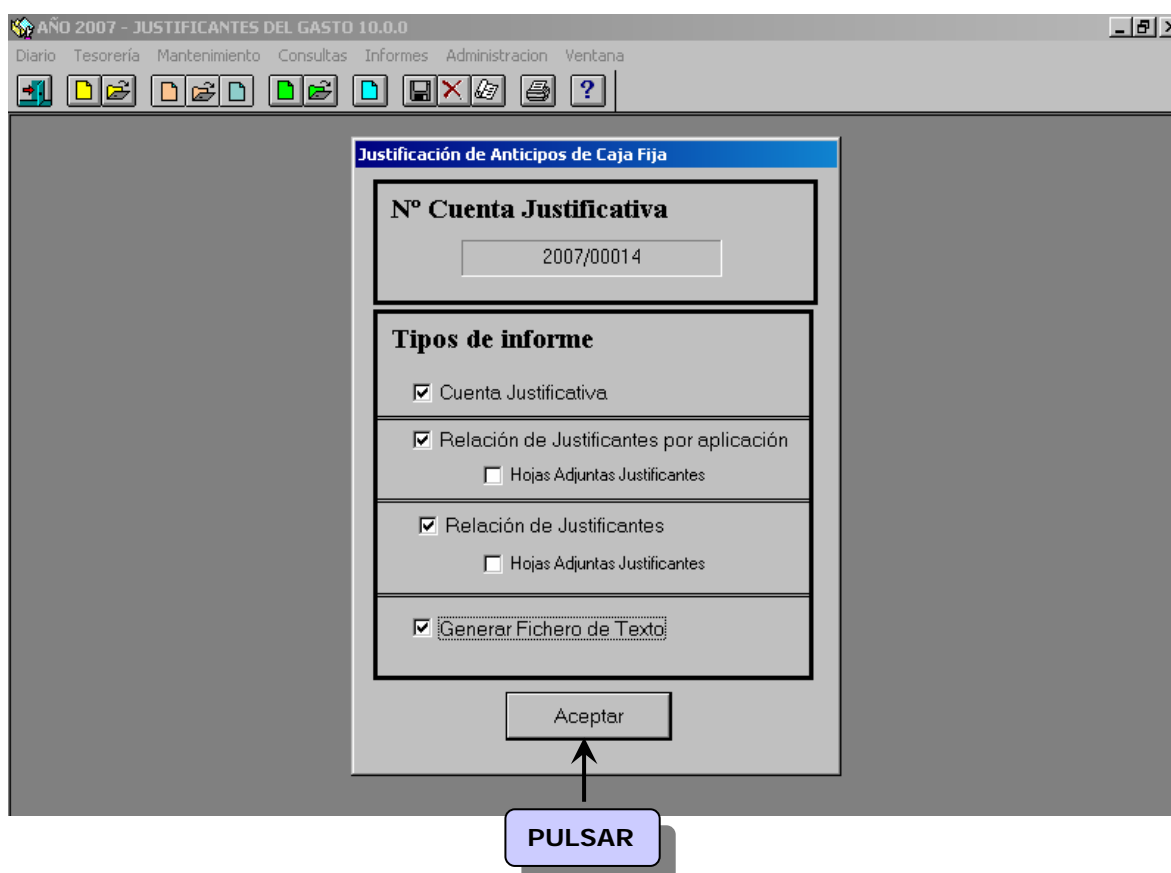 AÑO 2007 - JUSTIFICANTES DEL GASTO 10.0.0
Diario Tesorería Mantenimiento Consultas Informes Administracion Ventana
?
Justificación de Anticipos de Caja Fija
Nº Cuenta Justificativa
2007/00014
Tipos de informe
Cuenta Justificativa
Relación de Justificantes por aplicación
Hojas Adjuntas Justificantes
Relación de Justificantes
Hojas Adjuntas Justificantes
Generar Fichero de Texto
Aceptar
PULSAR